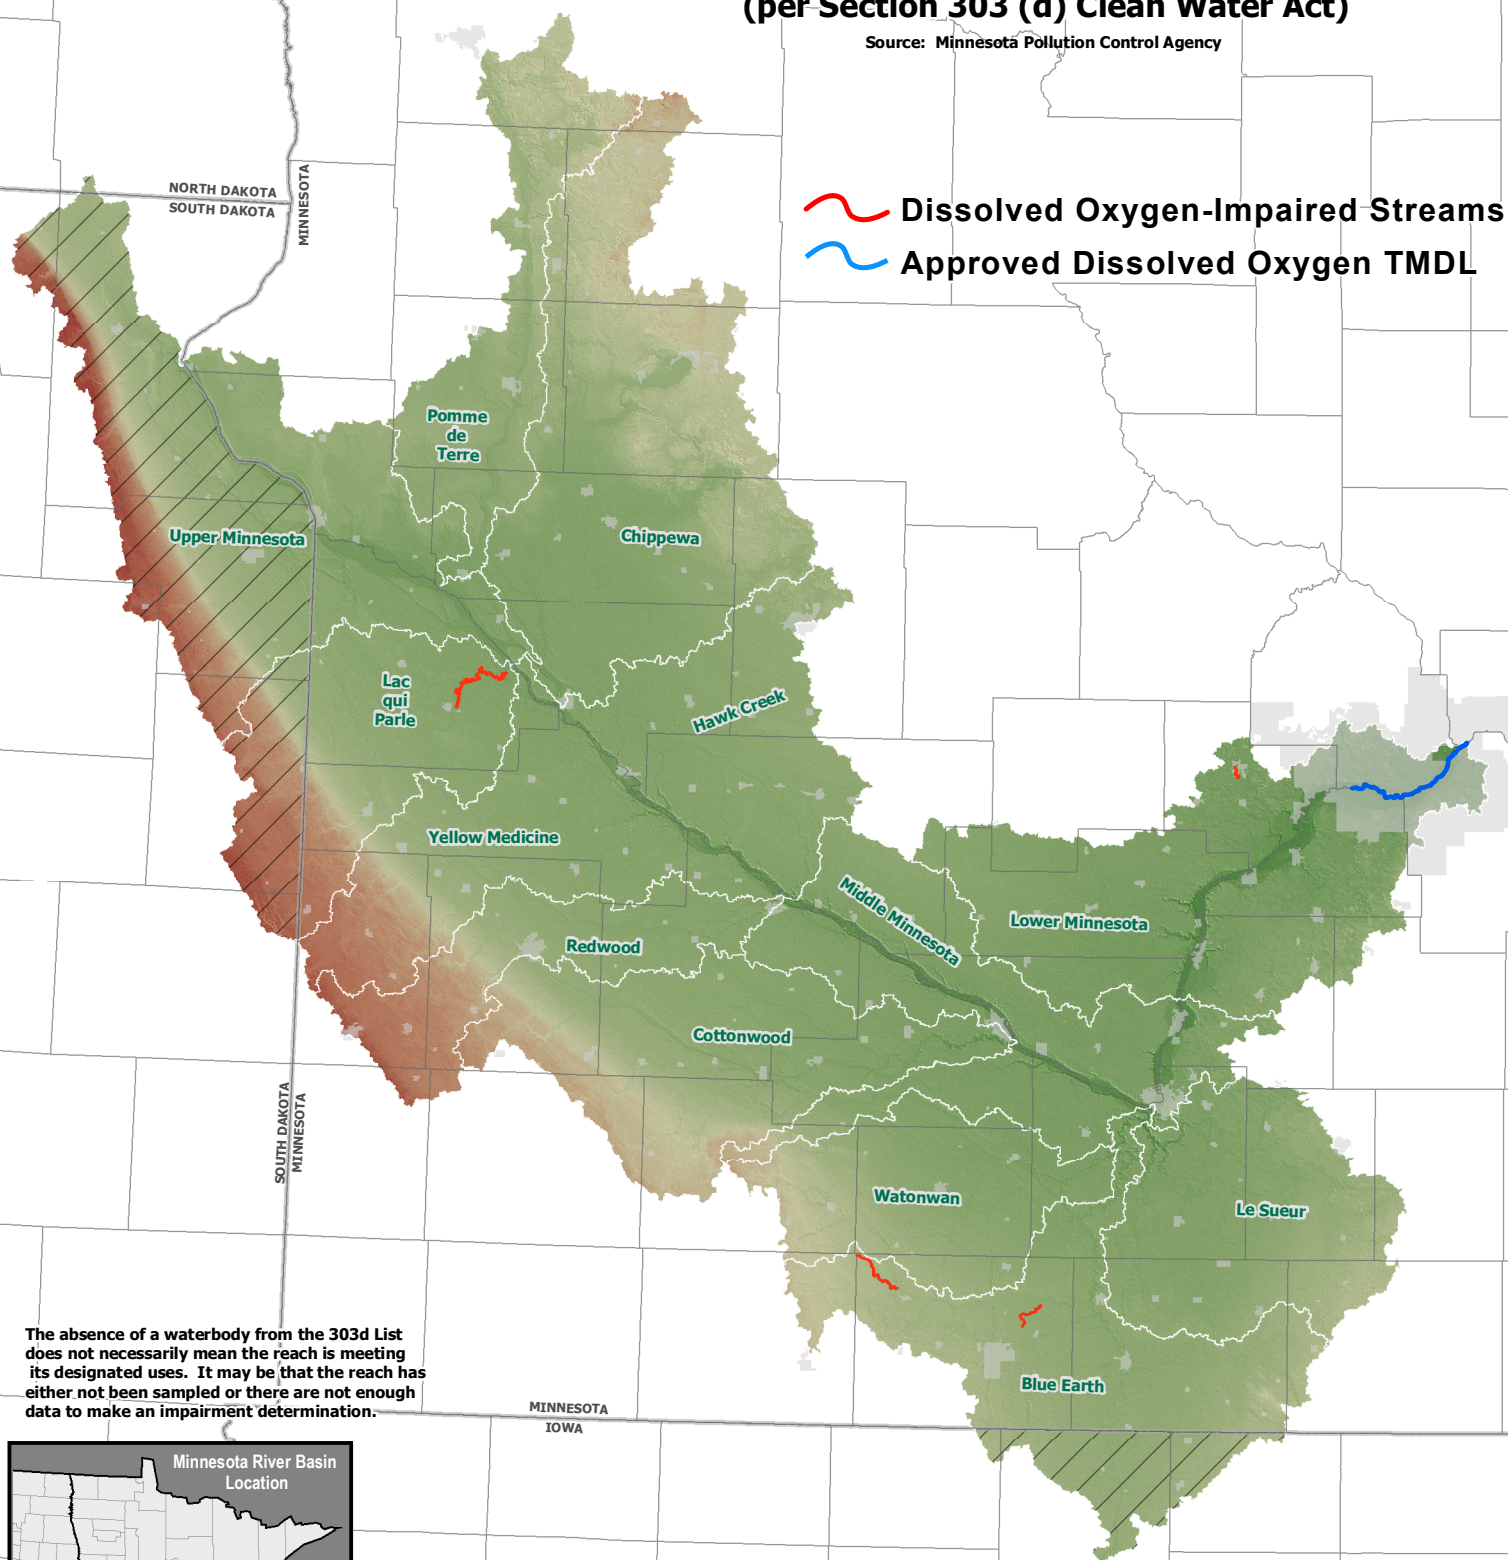 (per Section 303 (d) Clean Water Act)
Source: Minnesota Pollution Control Agency
NORTH DAKOTA
SOUTH DAKOTA
MINNESOTA
Dissolved Oxygen-Impaired Streams
Approved Dissolved Oxygen TMDL
Pomme
de
Terre
Upper Minnesota
Chippewa
Lac
qui
Parle
Hawk Creek
Yellow Medicine
Middle Minnesota
Lower Minnesota
Redwood
Cottonwood
SOUTH DAKOTA
MINNESOTA
Watonwan
Le Sueur
Blue Earth
The absence of a waterbody from the 303d List
does not necessarily mean the reach is meeting
its designated uses. It may be that the reach has
either not been sampled or there are not enough
data to make an impairment determination.
MINNESOTA
IOWA
Minnesota River Basin
Location